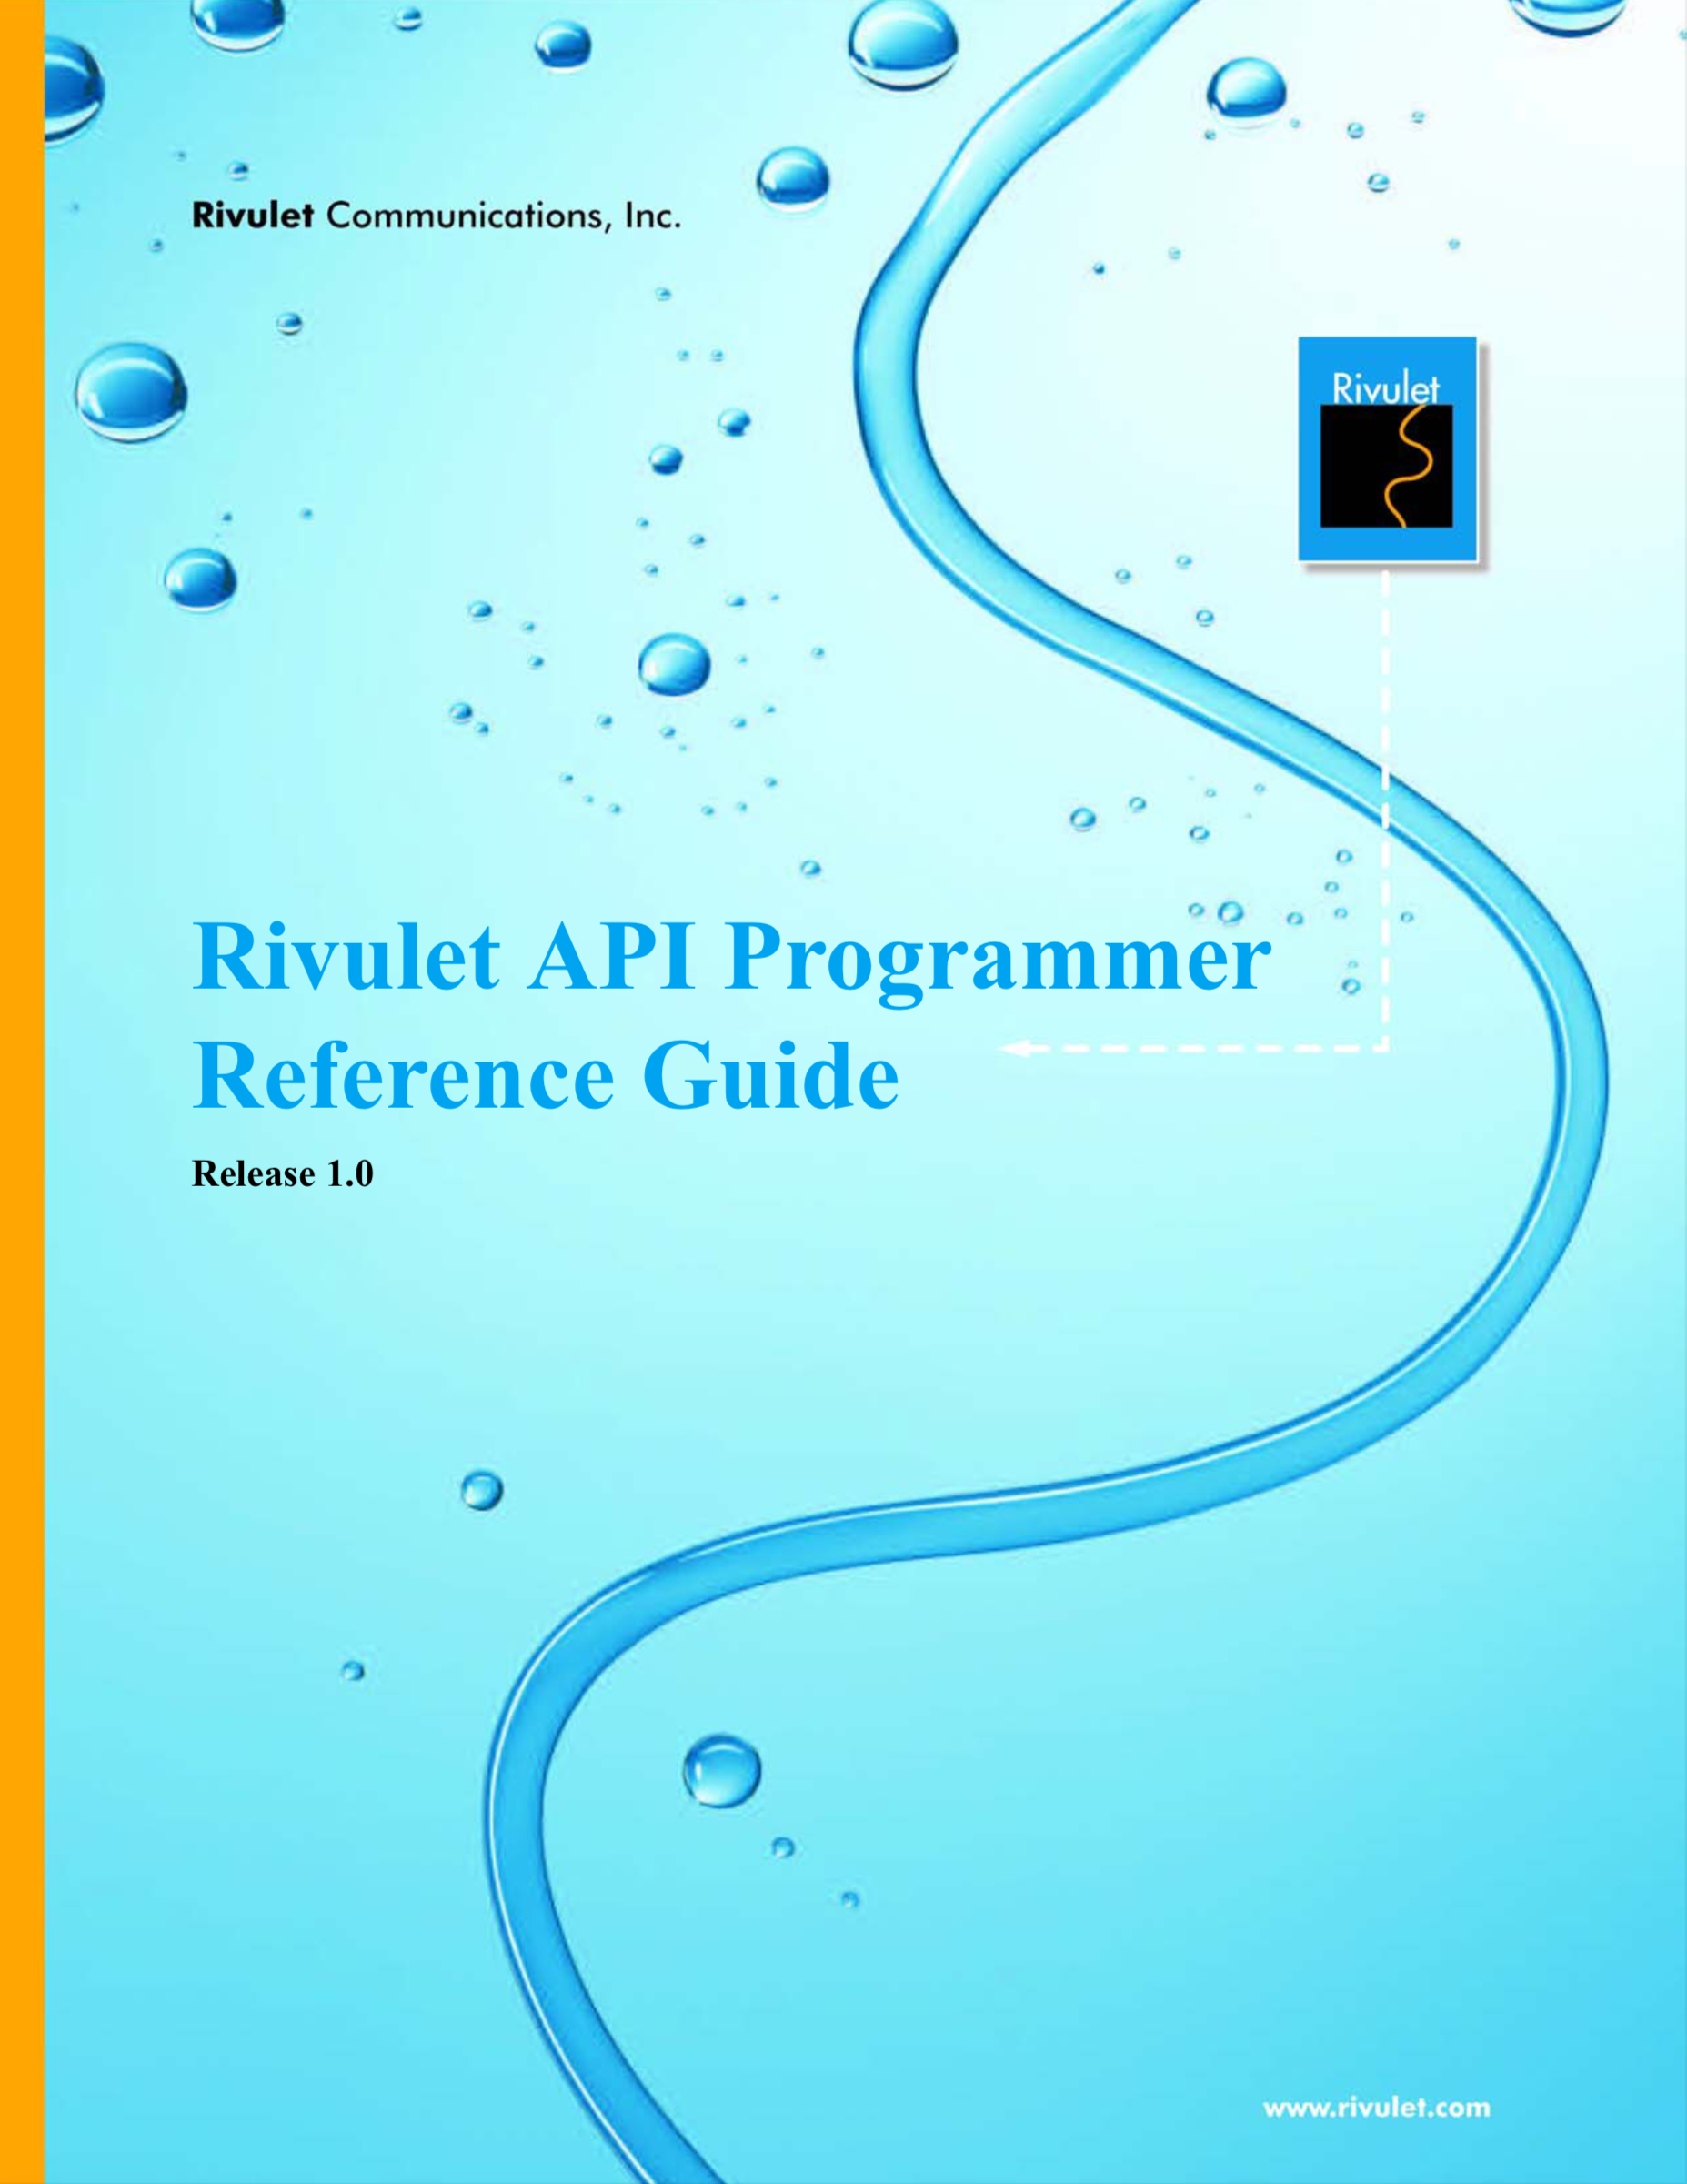 Rivulet Communications, Inc.
Rivulet
Rivulet API Programmer
Reference Guide
Release 1.0
www.rivulet.com